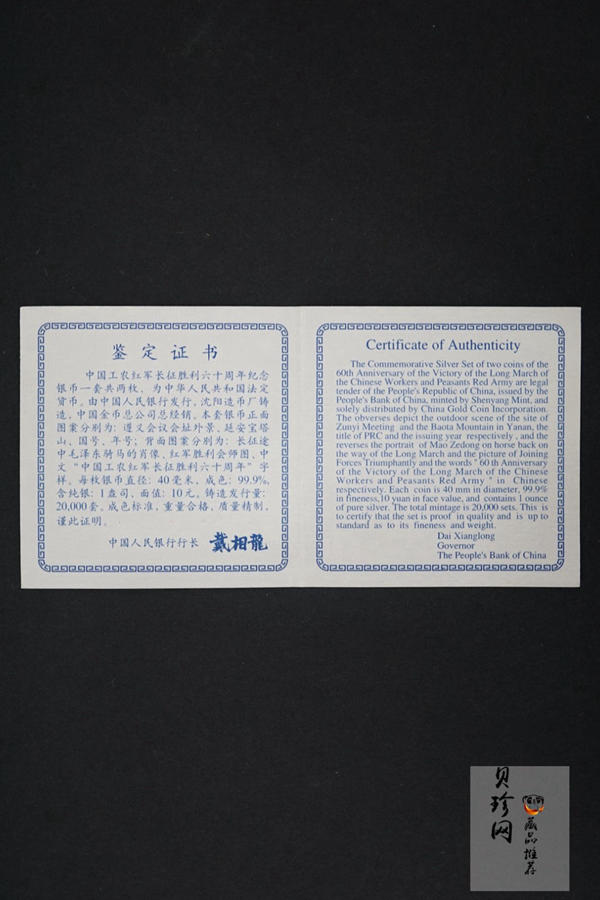 鉴定证书
中国工农红军长征胜利六十周年纪念
银币一套共两枚，为中华人民共和国法定
货币。由中国人民银行发行，沈阳造币厂铸
造，中国金币总公司总经销。本套银币正面
图案分别为：遵义会议会址外景、延安宝塔
山、国号、年号；背面图案分别为：长征途
中毛泽东骑马的肖像、红军胜利会师图、中
文“中国工农红军长征胜利六十周年”字
样。每枚银币直径：40毫米，成色：99.9%，
含纯银：1盎司，面值：10元，铸造发行量：
20,000套。成色标准，重量合格，质量精制，
谨此证明。
中国人民银行行长 戴相龍
Certificate of Authenticity
The Commemorative Silver Set of two coins of the
60th Anniversary of the Victory of the Long March of
the Chinese Workers and Peasants Red Army are legal
tender of the People's Republic of China, issued by the
People's Bank of China, minted by Shenyang Mint, and
solely distributed by China Gold Coin Incorporation.
The obverses depict the outdoor scene of the site of
Zunyi Meeting and the Baota Mountain in Yanan, the
title of PRC and the issuing year respectively , and the
reverses the portrait of Mao Zedong on horse back on
the way of the Long March and the picture of Joining
Forces Triumphantly and the words " 60th Anniversary
of the Victory of the Long March of the Chinese
Workers and Peasants Red Army " in Chinese
respectively. Each coin is 40 mm in diameter, 99.9%
in fineness,10 yuan in face value, and contains 1 ounce
of pure silver. The total mintage is 20,000 sets. This is
to certify that the set is proof in quality and is up to
standard as to its fineness and weight.
Dai Xianglong
Governor
The People's Bank of China
贝珍网
藏品推荐